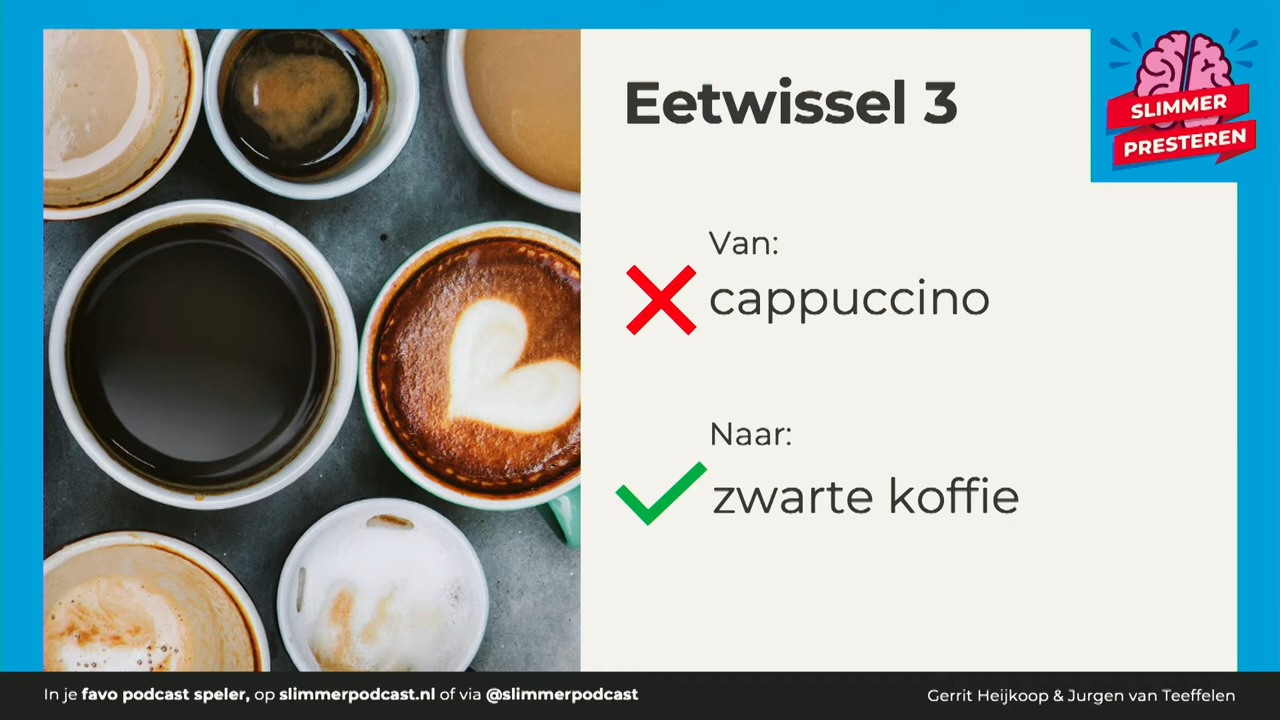 Eetwissel 3
SLIMMER
PRESTEREN
Van:
cappuccino
Naar:
zwarte koffie
In je favo podcast speler, op slimmerpodcast.nl of via @slimmerpodcast
Gerrit Heijkoop & Jurgen van Teeffelen